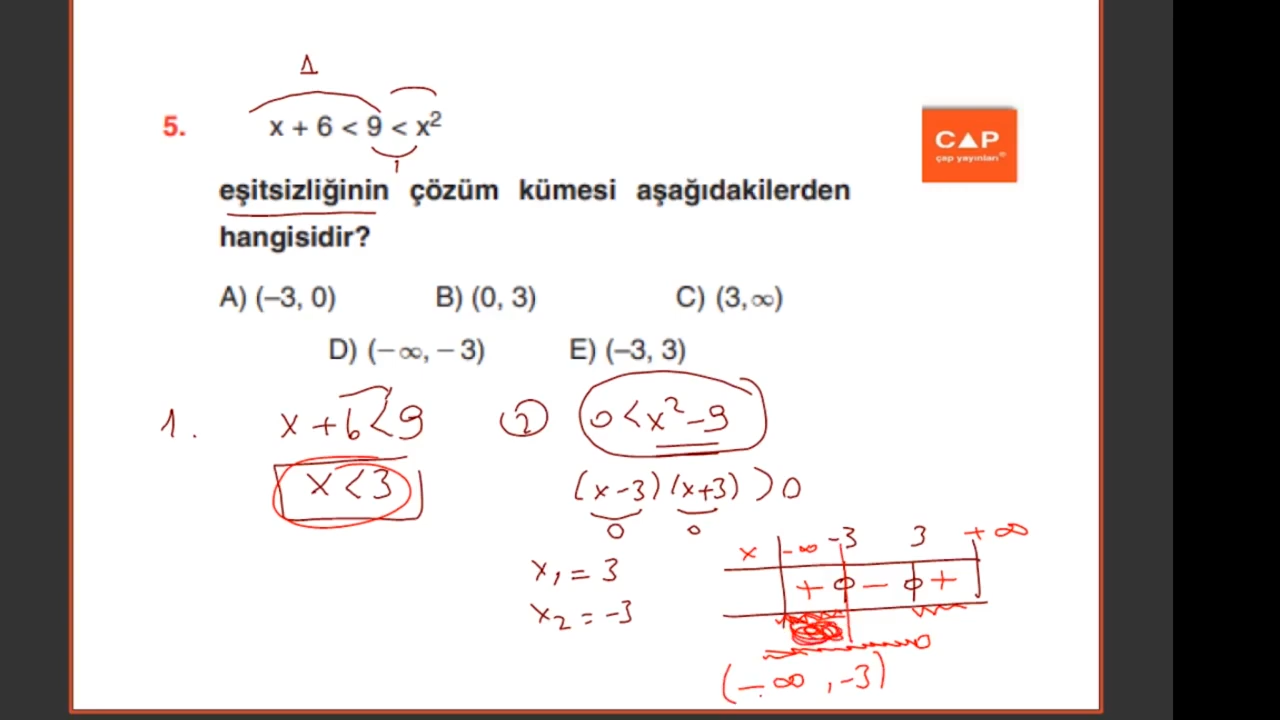 1
5. x + 6 < 9 < x²
1
CAP
çap yayınları®
eşitsizliğinin çözüm kümesi aşağıdakilerden
hangisidir?
A) (–3, 0) B) (0, 3) C) (3, ∞)
D) (– ∞, – 3) E) (–3, 3)
1. x + 6 < 9 2 0 < x² - 9
x < 3 (x - 3) (x + 3) > 0
0 0
x₁ = 3
x₂ = -3
x -∞ -3 3 +∞
+ 0 - 0 +
(-∞, -3)